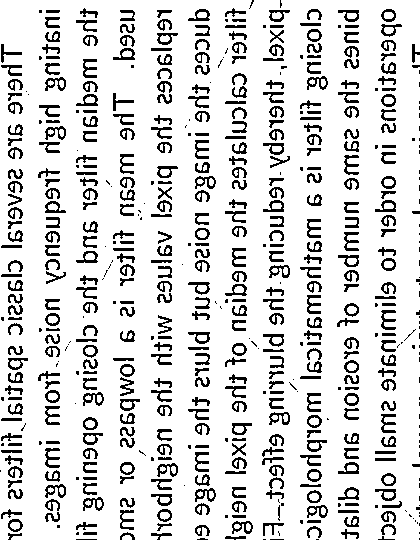 There are several classic spatial filters for
inating high frequency noise from images.
the median filter and the closing opening fi
used. The mean filter is a lowpass or smo
replaces the pixel values with the neighbor
duces the image noise but blurs the image e
filter calculates the median of the pixel neig
pixel, thereby reducing the blurring effect. Fi
closing filter is a mathematical morphologic
bines the same number of erosion and dilat
operations in order to eliminate small object